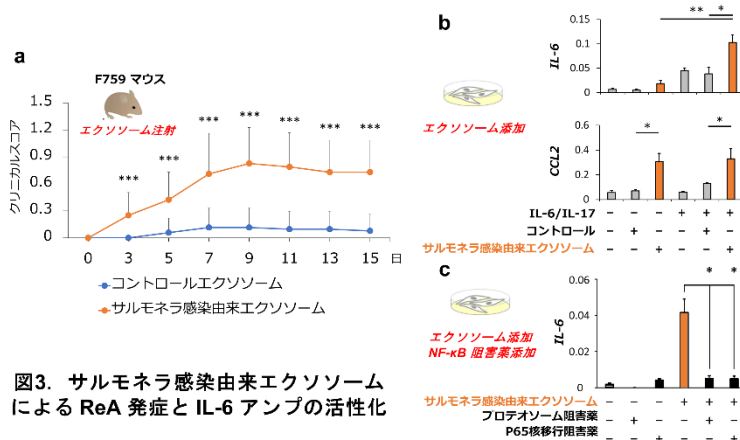 a
F759 マウス
エクソソーム注射
クリニカルスコア
1.5
1.2
0.9
0.6
0.3
0
*** *** *** *** *** *** ***
0 3 5 7 9 11 13 15 日
コントロールエクソソーム
サルモネラ感染由来エクソソーム
図3. サルモネラ感染由来エクソソーム
による ReA 発症と IL-6 アンプの活性化
b
エクソソーム添加
IL-6
0.15
0.1
0.05
0
** *
CCL2
0.6
0.4
0.2
0
* *
IL-6/IL-17 − − − + + +
コントロール − + − − + −
サルモネラ感染由来エクソソーム − − + − − +
c
エクソソーム添加
NF-κB 阻害薬添加
IL-6
0.06
0.04
0.02
0
* *
サルモネラ感染由来エクソソーム − − − + + +
プロテオソーム阻害薬 − + − − + −
P65核移行阻害薬 − − + − − +